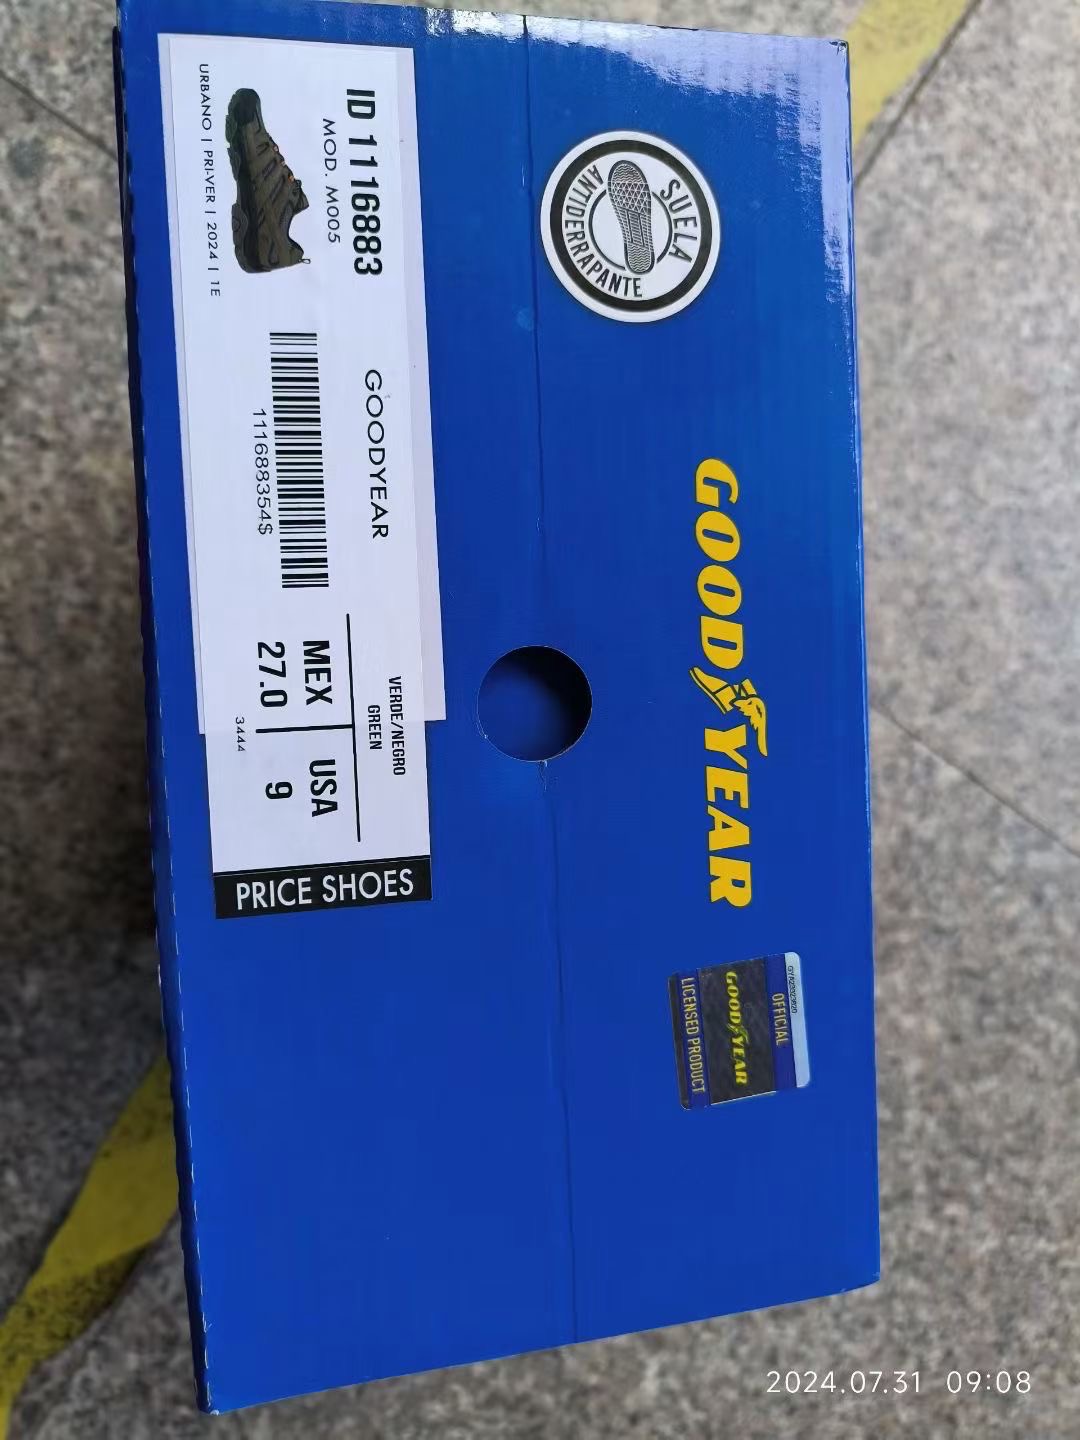 ID 1116883
MOD. M005
URBANO | PRI-VER | 2024 | 1E
GOODYEAR
111688354$
VERDE/NEGRO
GREEN
MEX
USA
27.0
9
3444
PRICE SHOES
SUELA
ANTIDERRAPANTE
GOODYEAR
OFFICIAL
GOODYEAR
LICENSED PRODUCT
2024.07.31 09:08